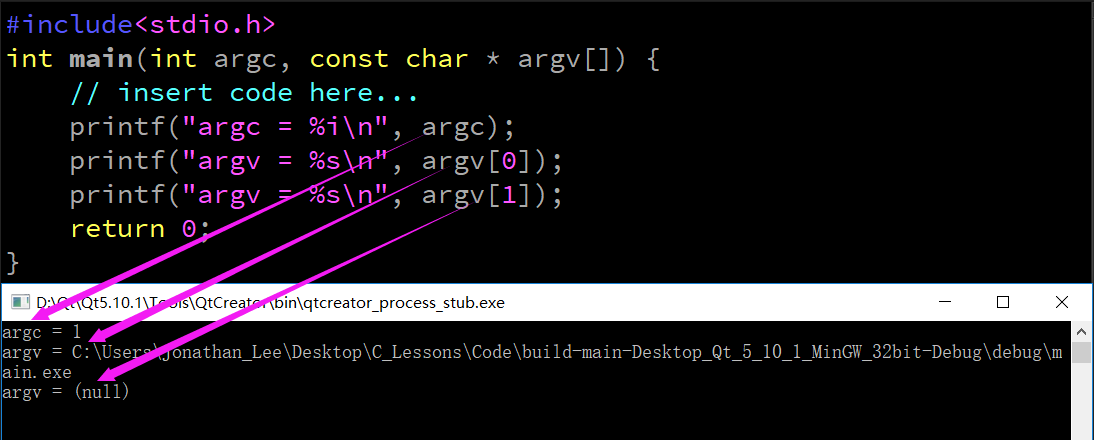 #include<stdio.h>
int main(int argc, const char * argv[]) {
    // insert code here...
    printf("argc = %i\n", argc);
    printf("argv = %s\n", argv[0]);
    printf("argv = %s\n", argv[1]);
    return 0;
}
D:\Qt\Qt5.10.1\Tools\QtCreator\bin\qtcreator_process_stub.exe
argc = 1
argv = C:\Users\Jonathan_Lee\Desktop\C_Lessons\Code\build-main-Desktop_Qt_5_10_1_MinGW_32bit-Debug\debug\m
ain.exe
argv = (null)